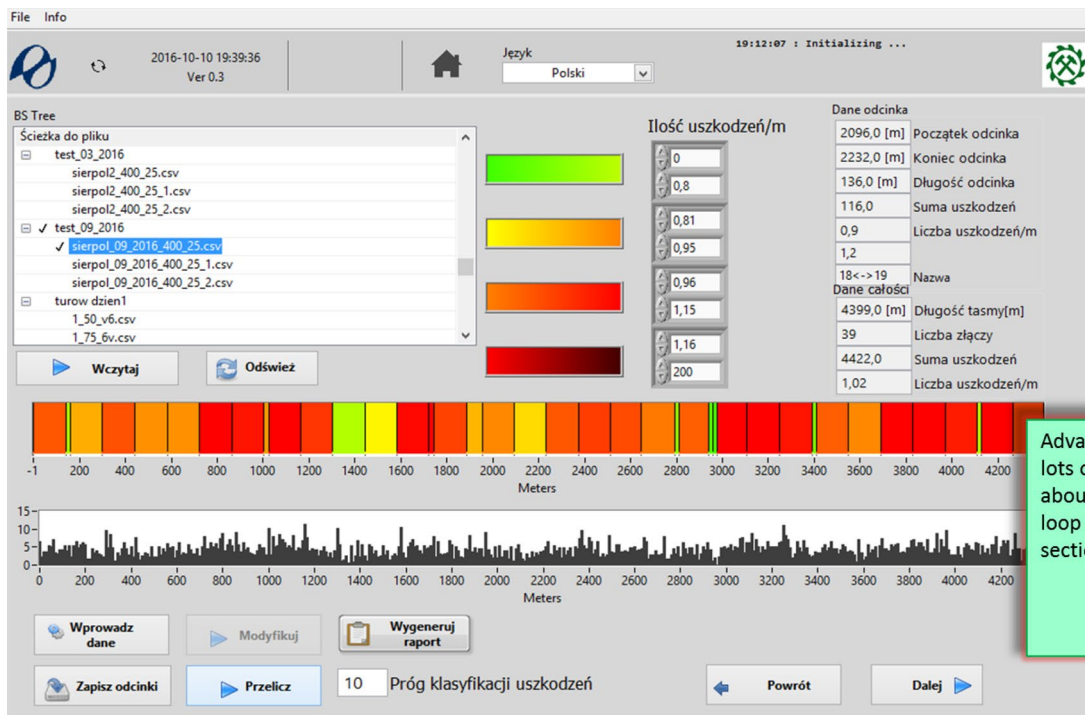 File Info
2016-10-10 19:39:36
Ver 0.3
Język
Polski
19:12:07 : Initializing ...
BS Tree
Ścieżka do pliku
test_03_2016
sierpol2_400_25.csv
sierpol2_400_25_1.csv
sierpol2_400_25_2.csv
test_09_2016
sierpol_09_2016_400_25.csv
sierpol_09_2016_400_25_1.csv
sierpol_09_2016_400_25_2.csv
turow dzien1
1_50_v6.csv
1_75_6v.csv
Wczytaj
Odśwież
Ilość uszkodzeń/m
0
0,8
0,81
0,95
0,96
1,15
1,16
200
Dane odcinka
2096,0 [m] Początek odcinka
2232,0 [m] Koniec odcinka
136,0 [m] Długość odcinka
116,0 Suma uszkodzeń
0,9 Liczba uszkodzeń/m
1,2
18<->19 Nazwa
Dane całości
4399,0 [m] Długość tasmy[m]
39 Liczba złączy
4422,0 Suma uszkodzeń
1,02 Liczba uszkodzeń/m
-1 200 400 600 800 1000 1200 1400 1600 1800 2000 2200 2400 2600 2800 3000 3200 3400 3600 3800 4000 4200
Meters
15
10
5
0
0 200 400 600 800 1000 1200 1400 1600 1800 2000 2200 2400 2600 2800 3000 3200 3400 3600 3800 4000 4200
Meters
Adva
lots
abou
loop
secti
Wprowadz
dane
Modyfikuj
Wygeneruj
raport
Zapisz odcinki
Przelicz
10 Próg klasyfikacji uszkodzeń
Powrót
Dalej